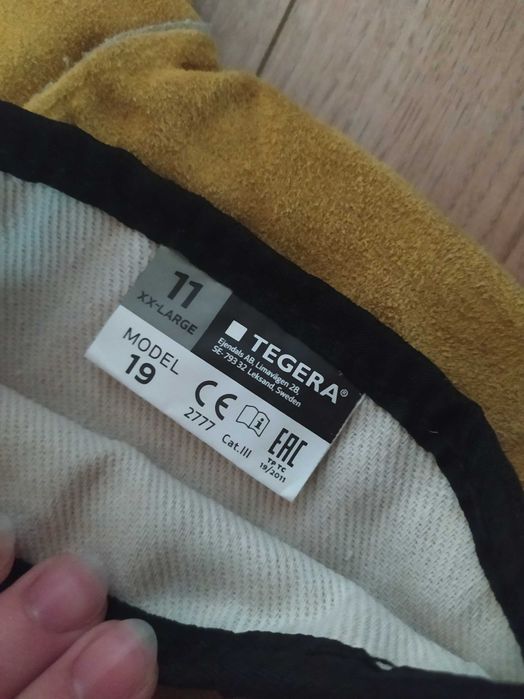 11
XX-LARGE
TEGERA®
Ejendals AB, Limavägen 28,
SE-793 32 Leksand, Sweden
MODEL
19
CE
2777
Cat.III
i
EAC
TP TC
019/2011